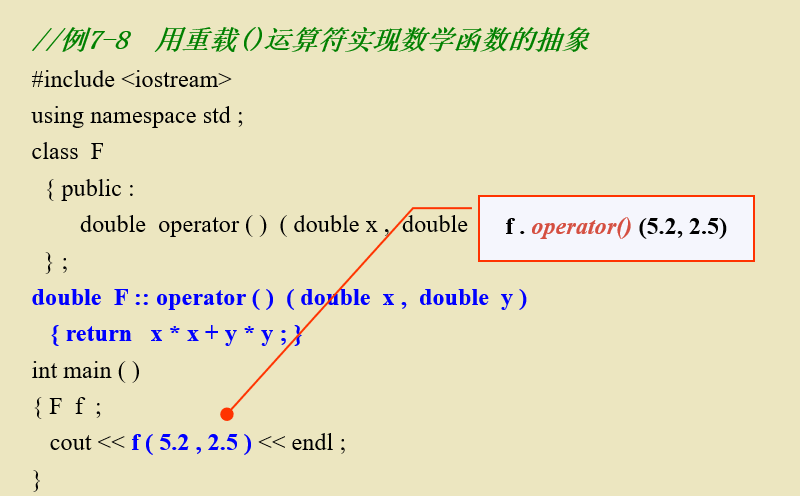 //例7-8 用重载()运算符实现数学函数的抽象
#include <iostream>
using namespace std ;
class F
{ public :
double operator ( ) ( double x , double
} ;
double F :: operator ( ) ( double x , double y )
{ return x * x + y * y ; }
int main ( )
{ F f ;
cout << f ( 5.2 , 2.5 ) << endl ;
}
f . operator() (5.2, 2.5)